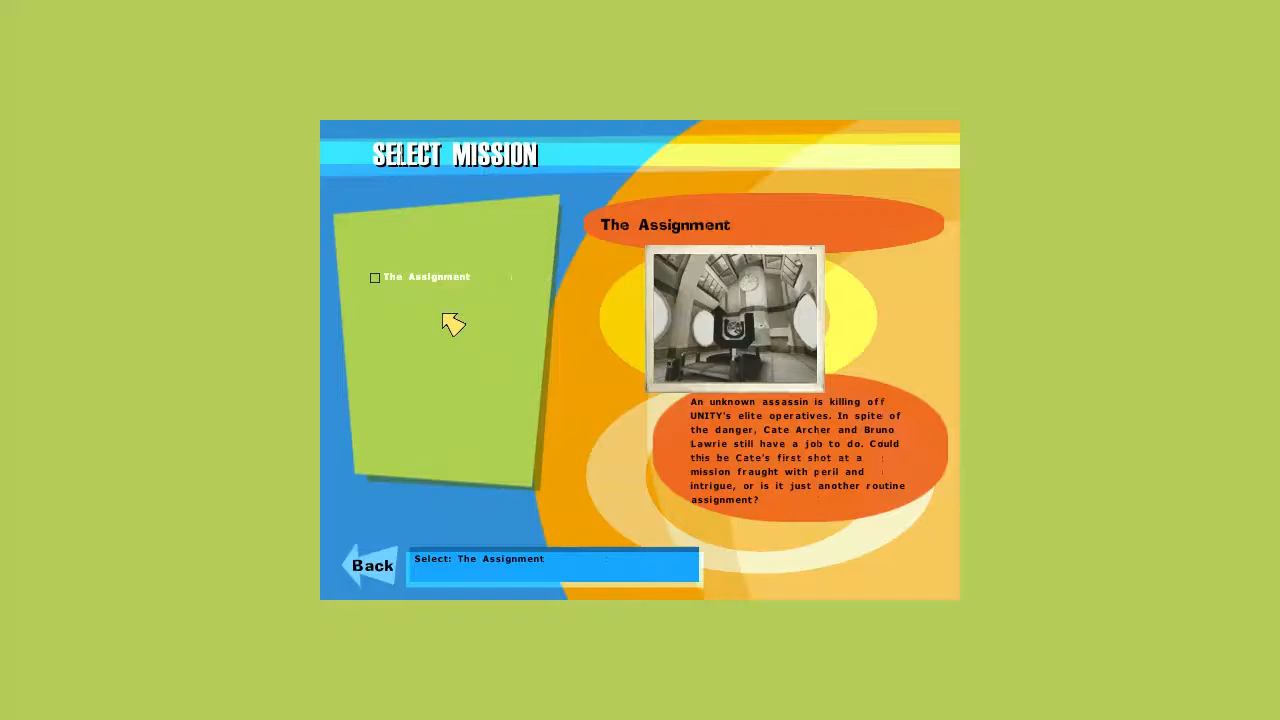 SELECT MISSION
The Assignment
The Assignment
An unknown assassin is killing off
UNITY's elite operatives. In spite of
the danger, Cate Archer and Bruno
Lawrie still have a job to do. Could
this be Cate's first shot at a
mission fraught with peril and
intrigue, or is it just another routine
assignment?
Back
Select: The Assignment